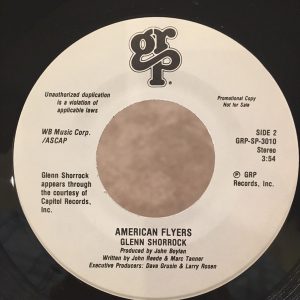 grp
Unauthorized duplication
is a violation of
applicable laws
Promotional Copy
Not for Sale
WB Music Corp.
/ASCAP
SIDE 2
GRP-SP-3010
Stereo
3:54
Glenn Shorrock
appears through
the courtesy of
Capitol Records,
Inc.
℗ GRP
Records, Inc.
AMERICAN FLYERS
GLENN SHORROCK
Produced by John Boylan
Written by John Reede & Marc Tanner
Executive Producers: Dave Grusin & Larry Rosen